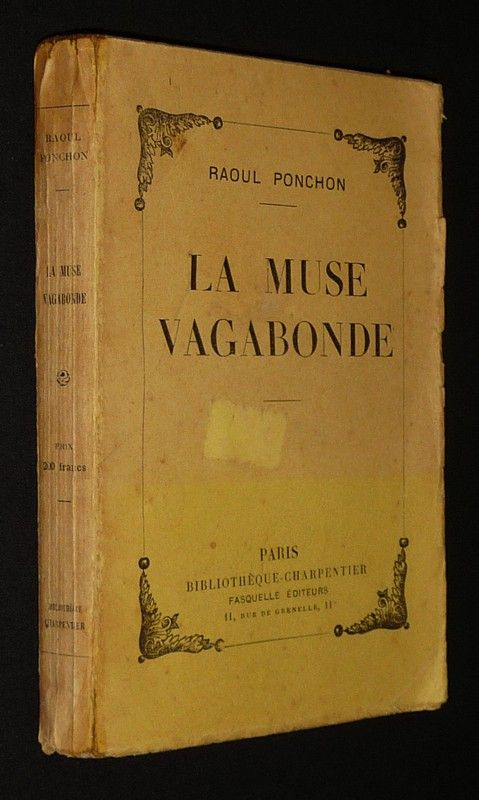 RAOUL
PONCHON
LA MUSE
VAGABONDE
PRIX
200 francs
BIBLIOTHÈQUE
CHARPENTIER
RAOUL PONCHON
LA MUSE
VAGABONDE
PARIS
BIBLIOTHÈQUE-CHARPENTIER
FASQUELLE ÉDITEURS
11, RUE DE GRENELLE, 11